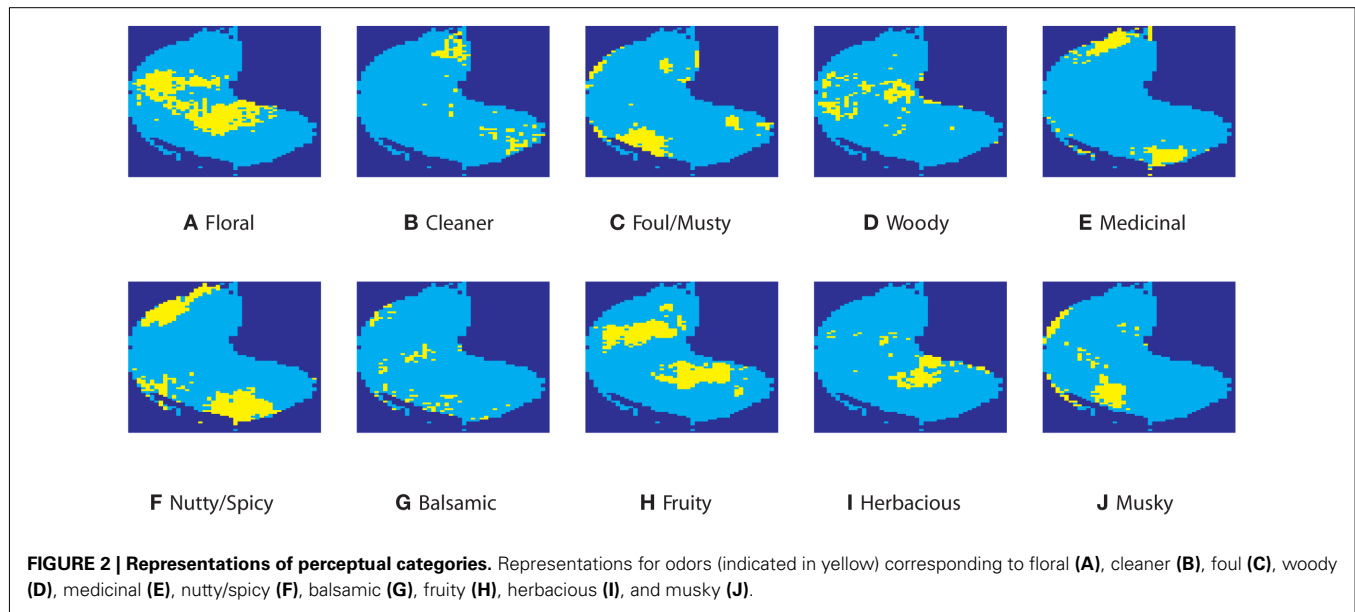 A Floral
B Cleaner
C Foul/Musty
D Woody
E Medicinal
F Nutty/Spicy
G Balsamic
H Fruity
I Herbacious
J Musky
FIGURE 2 | Representations of perceptual categories. Representations for odors (indicated in yellow) corresponding to floral (A), cleaner (B), foul (C), woody
(D), medicinal (E), nutty/spicy (F), balsamic (G), fruity (H), herbacious (I), and musky (J).